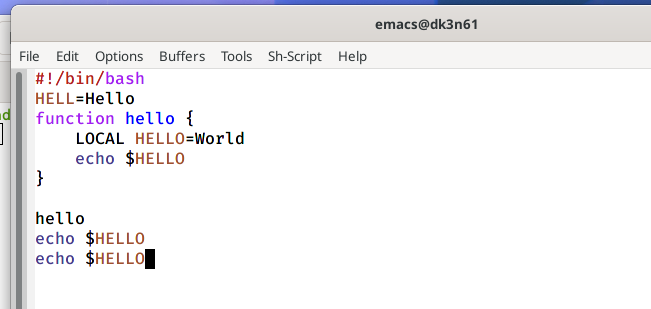 emacs@dk3n61
File Edit Options Buffers Tools Sh-Script Help
#!/bin/bash
HELL=Hello
function hello {
    LOCAL HELLO=World
    echo $HELLO
}
hello
echo $HELLO
echo $HELLO